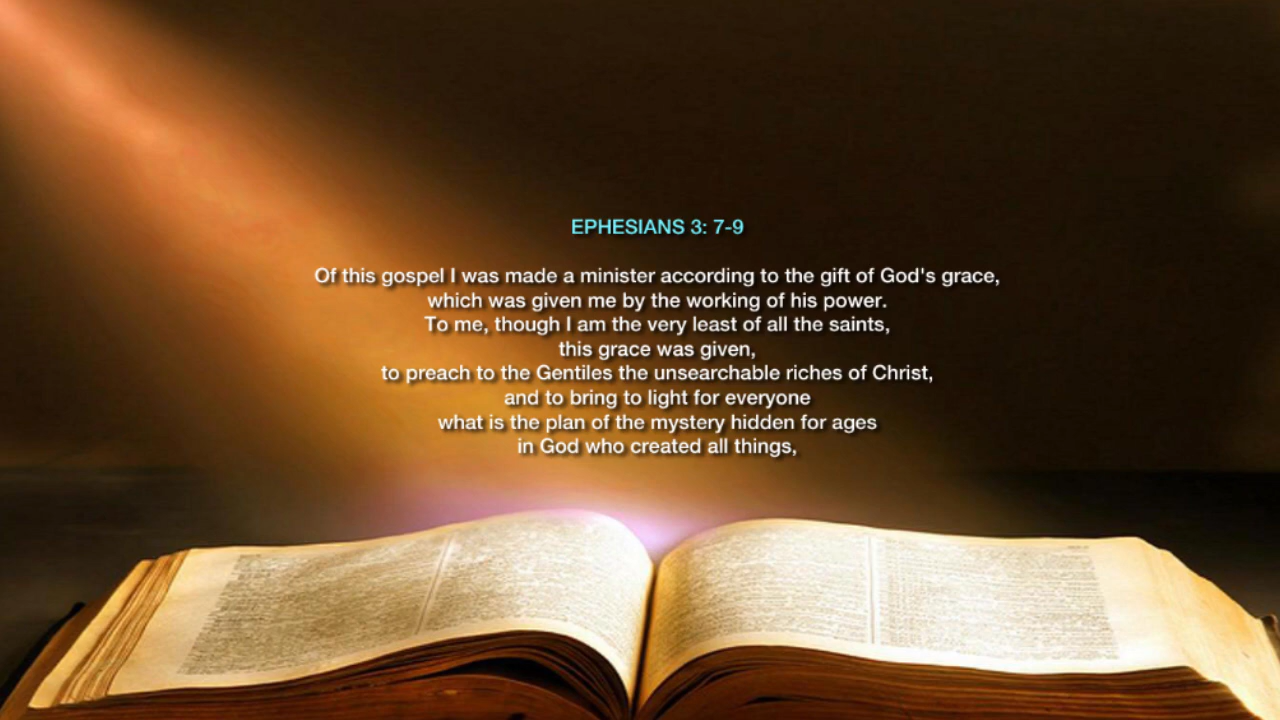 EPHESIANS 3: 7-9
Of this gospel I was made a minister according to the gift of God's grace,
which was given me by the working of his power.
To me, though I am the very least of all the saints,
this grace was given,
to preach to the Gentiles the unsearchable riches of Christ,
and to bring to light for everyone
what is the plan of the mystery hidden for ages
in God who created all things,